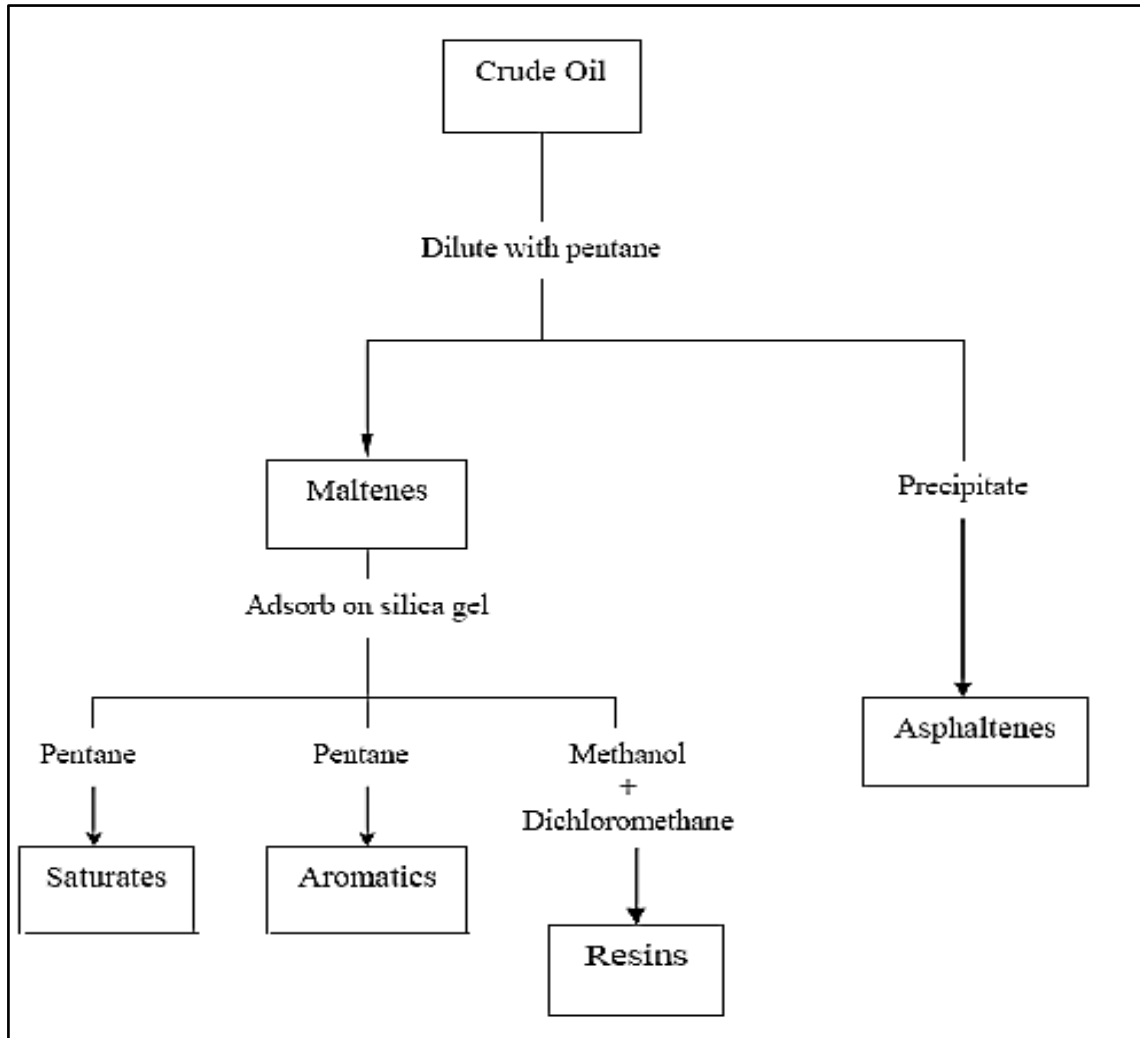 Crude Oil
Dilute with pentane
Maltenes
Precipitate
Adsorb on silica gel
Asphaltenes
Pentane
Pentane
Methanol
+
Dichloromethane
Saturates
Aromatics
Resins